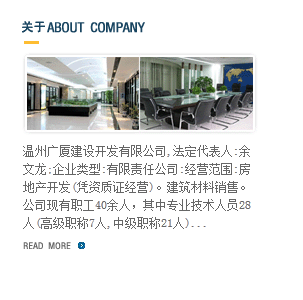 关于ABOUT COMPANY
温州广厦建设开发有限公司,法定代表人:余
文龙:企业类型:有限责任公司:经营范围:房
地产开发(凭资质证经营)。建筑材料销售。
公司现有职工40余人，其中专业技术人员28
人(高级职称7人,中级职称21人)...
READ MORE